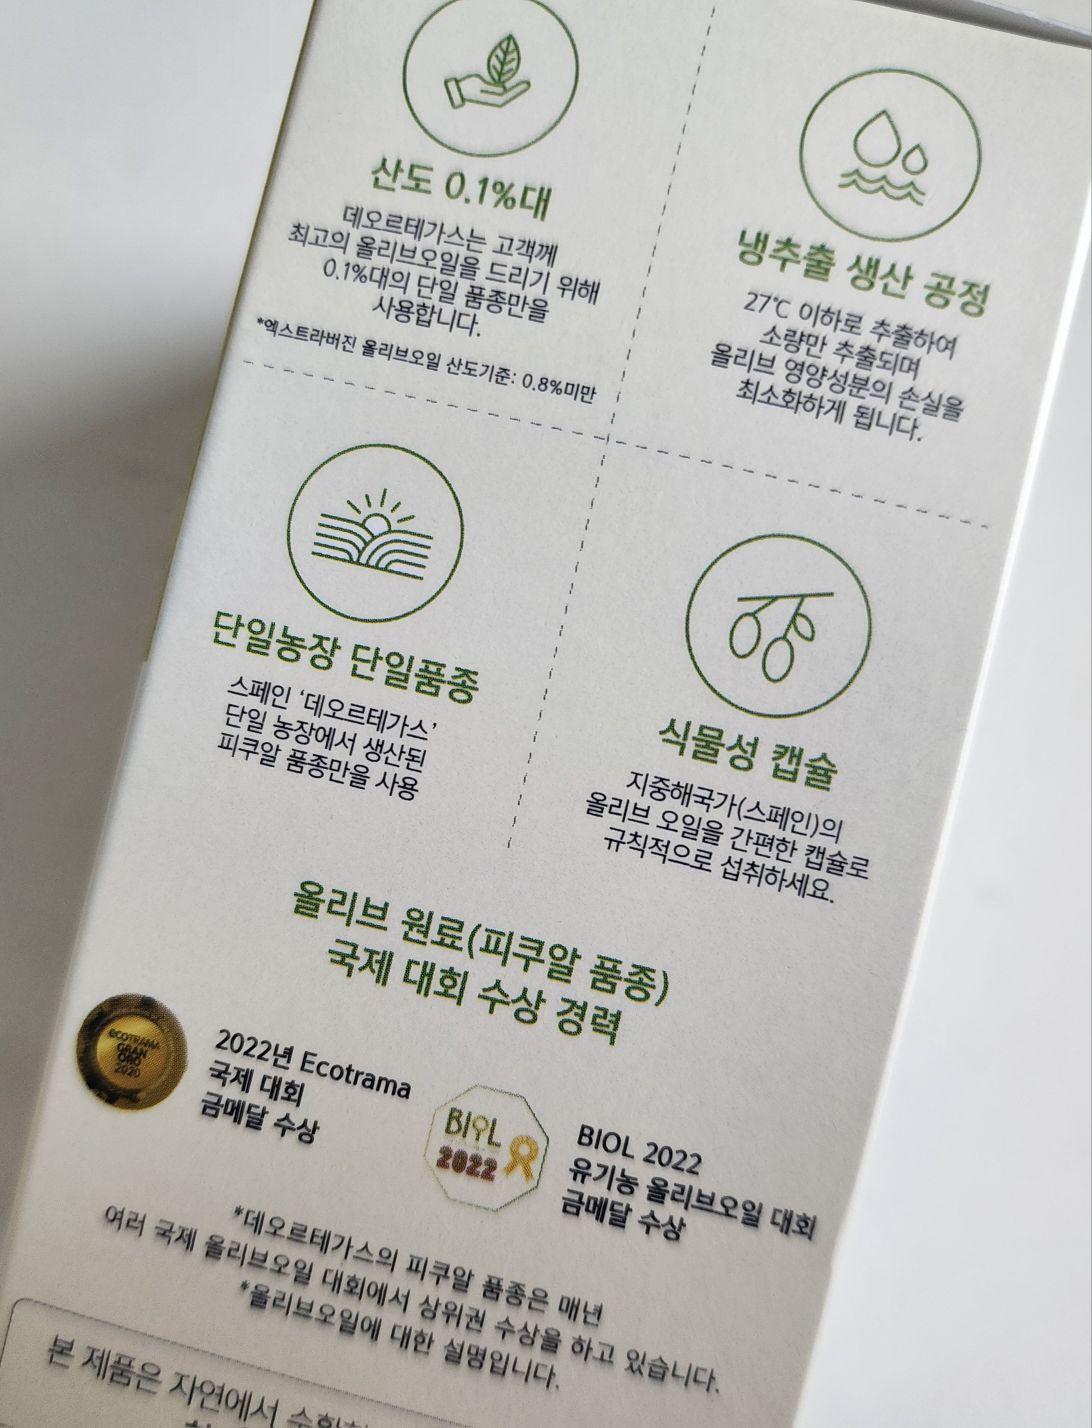 산도 0.1%대
데오르테가스는 고객께
최고의 올리브오일을 드리기 위해
0.1%대의 단일 품종만을
사용합니다.
*엑스트라버진 올리브오일 산도기준: 0.8%미만
냉추출 생산 공정
27℃ 이하로 추출하여
소량만 추출되며
올리브 영양성분의 손실을
최소화하게 됩니다.
단일농장 단일품종
스페인 ‘데오르테가스’
단일 농장에서 생산된
피쿠알 품종만을 사용
식물성 캡슐
지중해국가(스페인)의
올리브 오일을 간편한 캡슐로
규칙적으로 섭취하세요.
올리브 원료(피쿠알 품종)
국제 대회 수상 경력
ECOTRAMA
GRAN
ORO
2020
2022년 Ecotrama
국제 대회
금메달 수상
BIOL
2022
BIOL 2022
유기농 올리브오일 대회
금메달 수상
*데오르테가스의 피쿠알 품종은 매년
여러 국제 올리브오일 대회에서 상위권 수상을 하고 있습니다.
*올리브오일에 대한 설명입니다.
본 제품은 자연에서